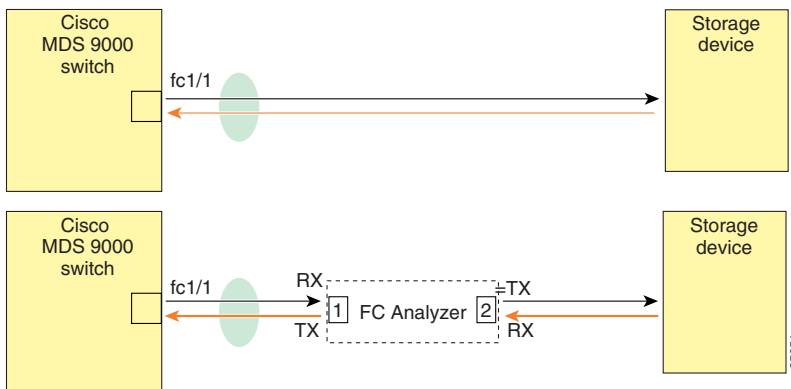 Cisco
MDS 9000
switch
fc1/1
Storage
device
Cisco
MDS 9000
switch
fc1/1
RX
TX
1
FC Analyzer
2
=TX
RX
Storage
device